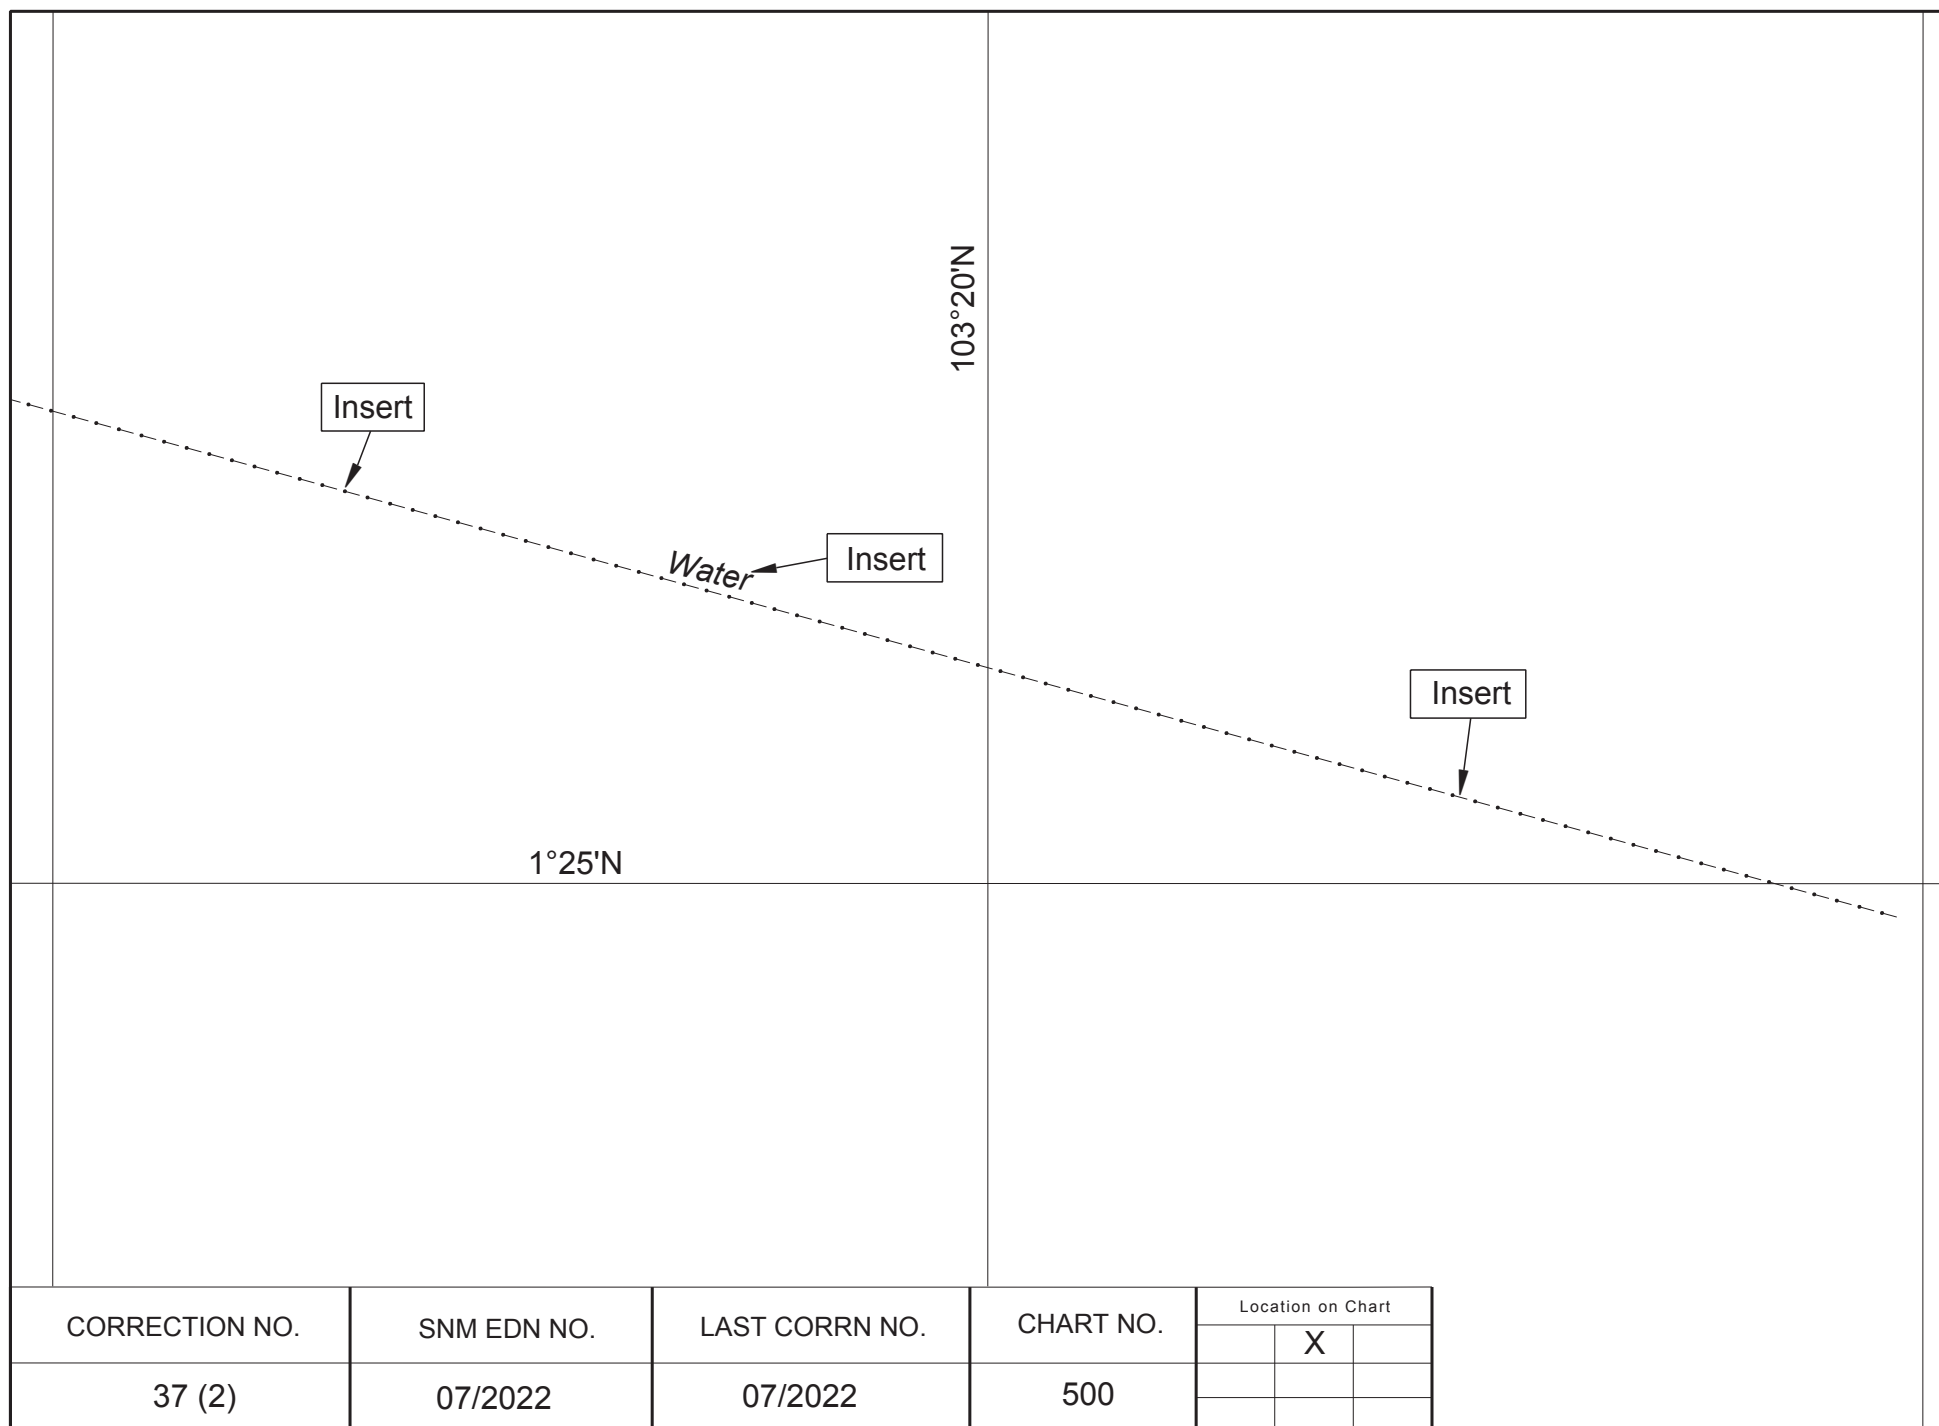 103°20'N
Insert
Water
Insert
Insert
1°25'N
CORRECTION NO. SNM EDN NO. LAST CORRN NO. CHART NO. Location on Chart
X
37 (2) 07/2022 07/2022 500